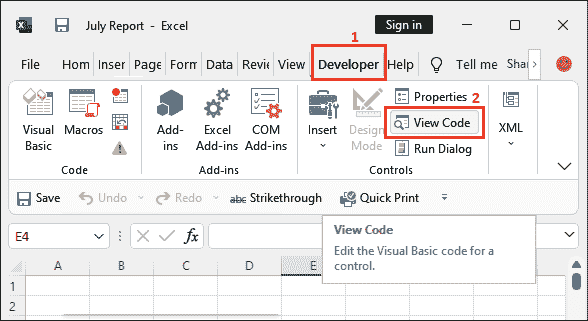 July Report - Excel
Sign in
1
File Hom Inser Page Form Data Revie View Developer Help Tell me Shar
Visual Basic
Macros
Add-ins
Excel Add-ins
COM Add-ins
Insert
Design Mode
Properties 2
View Code
Run Dialog
XML
Code
Add-ins
Controls
Save Undo Redo abc Strikethrough Quick Print
E4
fx
View Code
Edit the Visual Basic code for a
control.
A B C D E
1
2